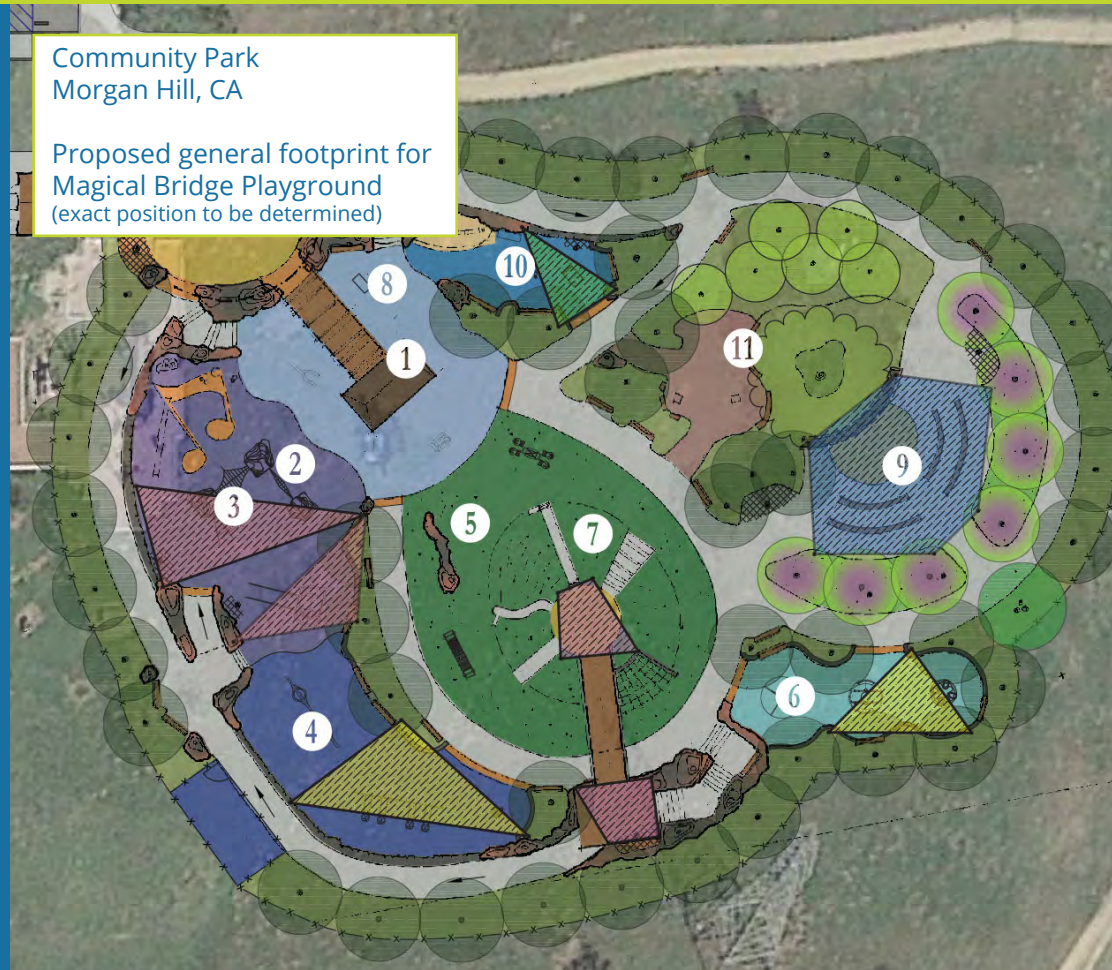 Community Park
Morgan Hill, CA
Proposed general footprint for
Magical Bridge Playground
(exact position to be determined)
8
10
1
11
2
9
3
5
7
6
4